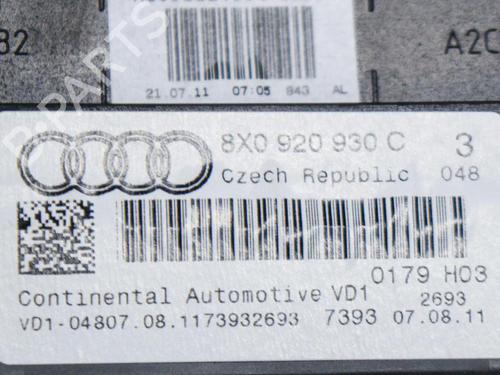 82
A2C
21.07.11 07:05 843 AL
B-PARTS
8X0 920 930 C 3
Czech Republic 048
0179 H03
Continental Automotive VD1 2693
VD1-04807.08.1173932693 7393 07.08.11